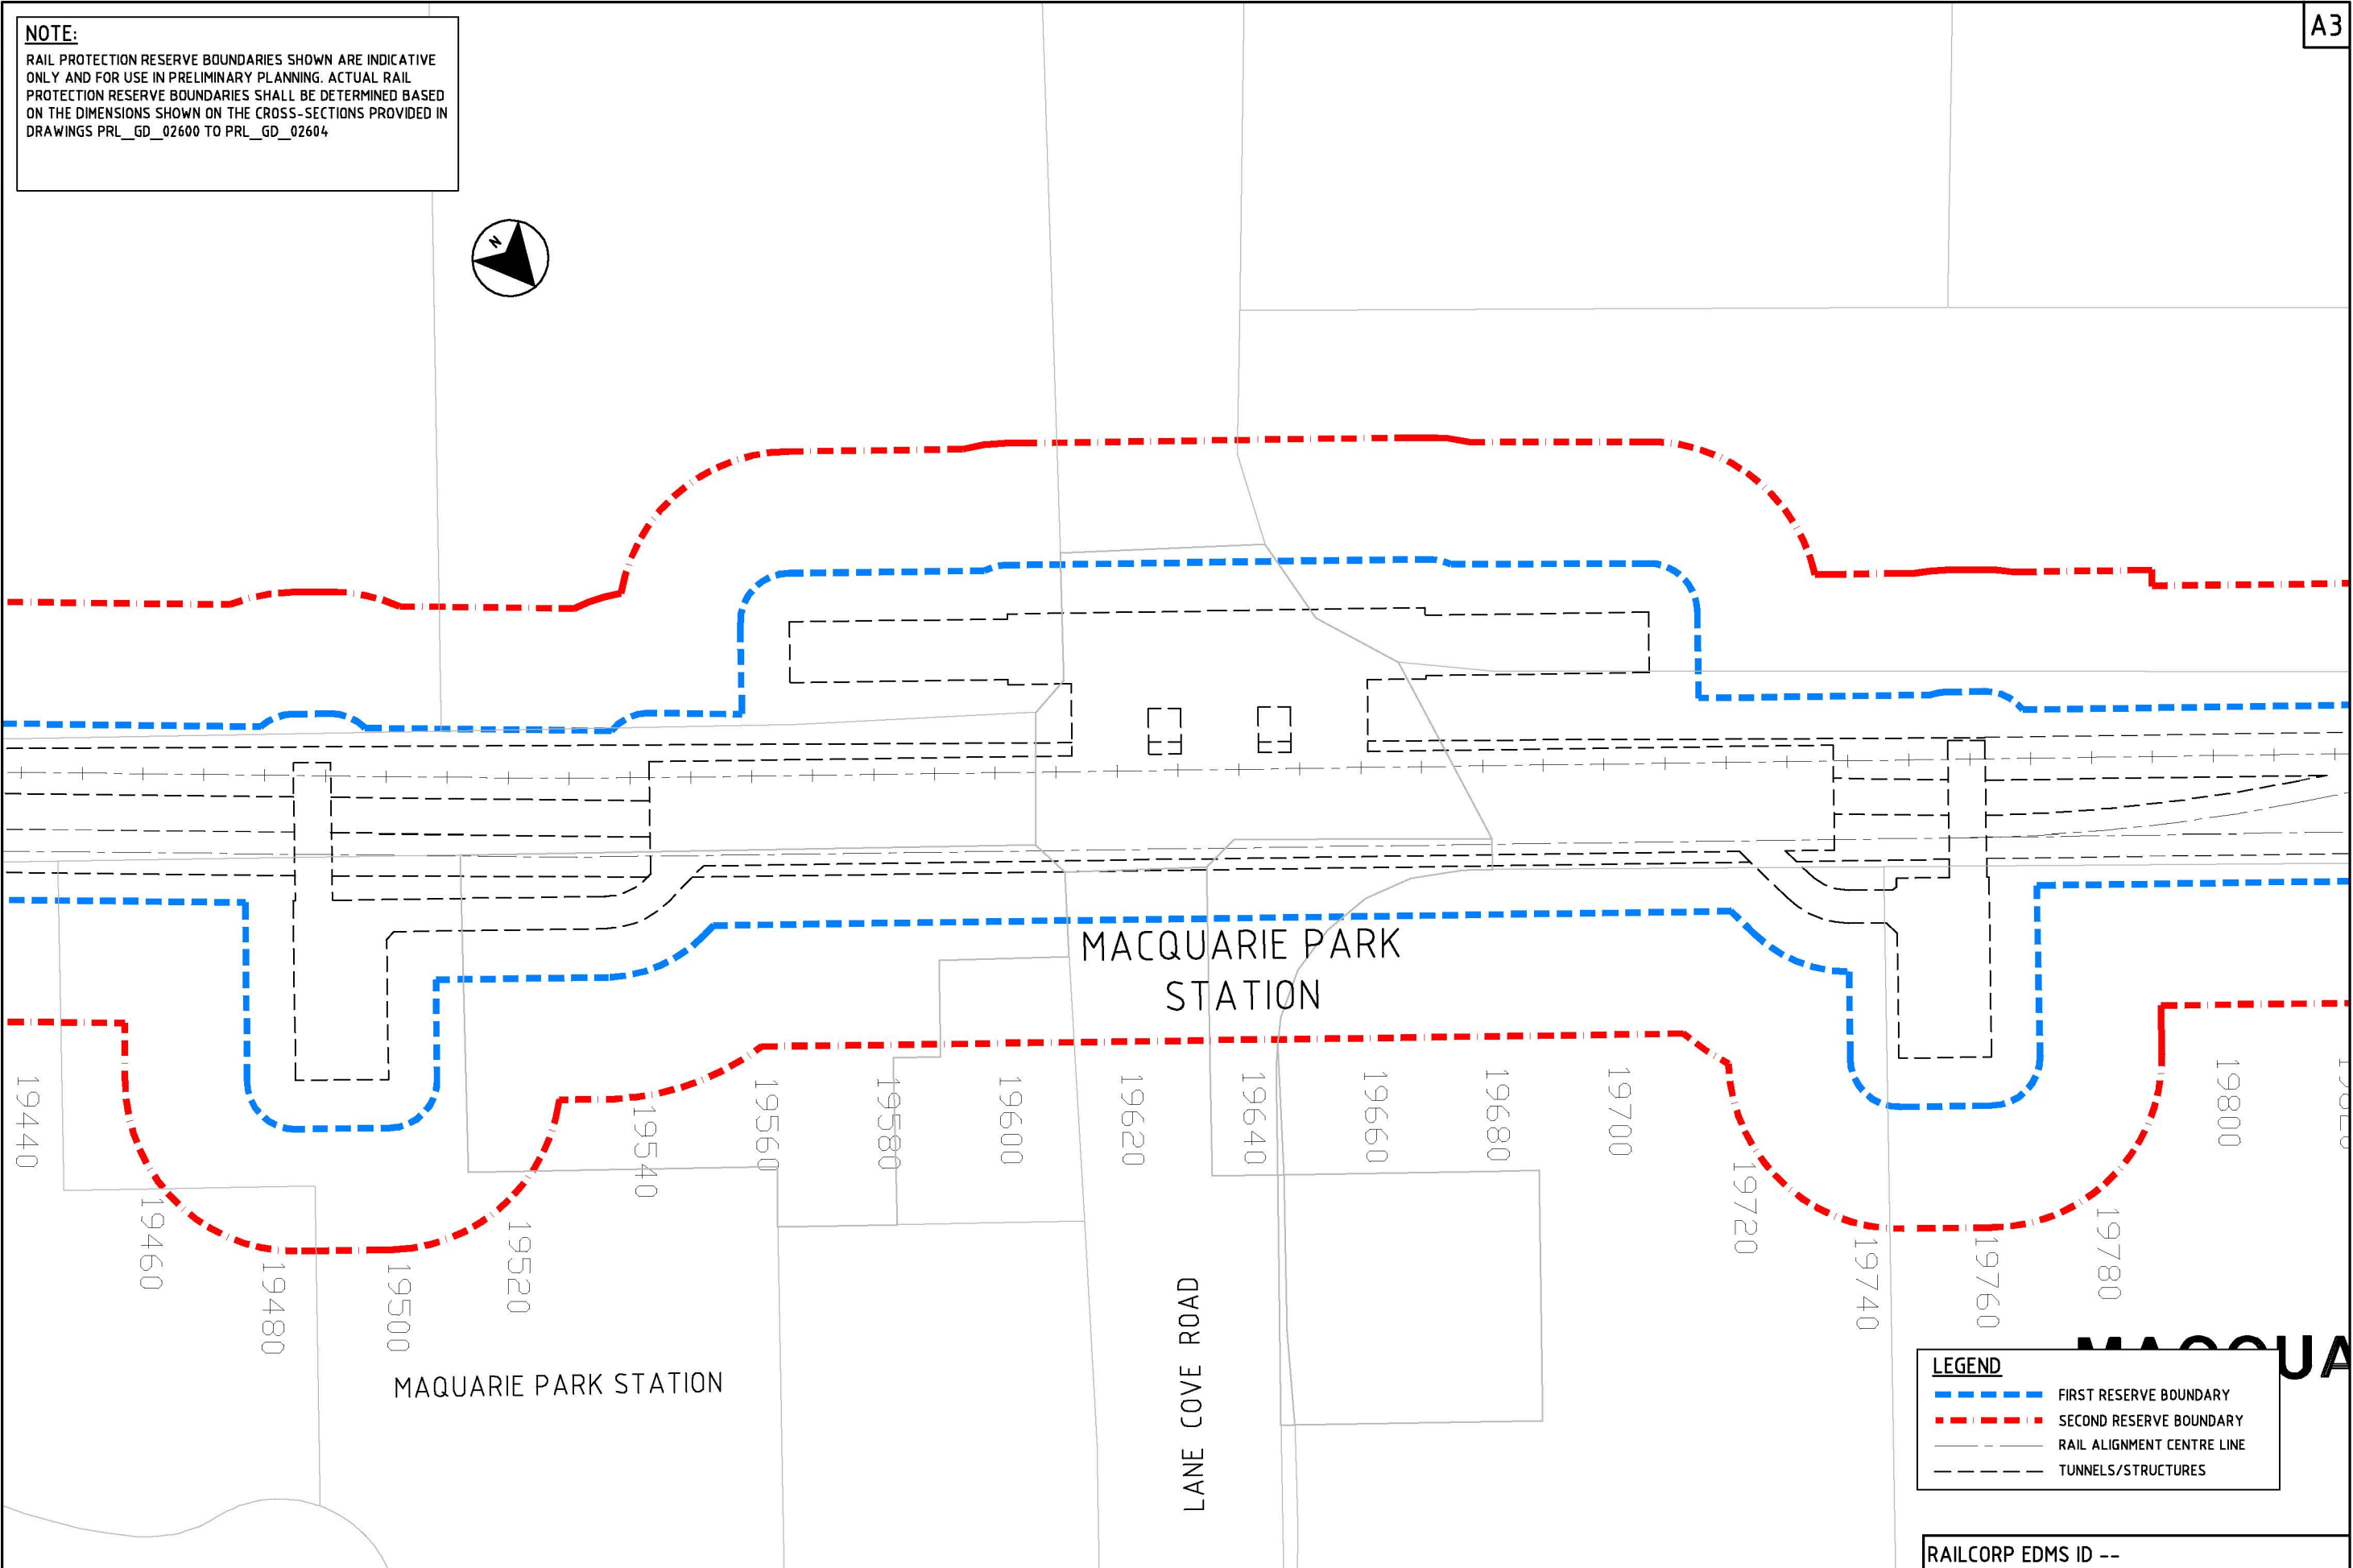 A3
NOTE:
RAIL PROTECTION RESERVE BOUNDARIES SHOWN ARE INDICATIVE
ONLY AND FOR USE IN PRELIMINARY PLANNING. ACTUAL RAIL
PROTECTION RESERVE BOUNDARIES SHALL BE DETERMINED BASED
ON THE DIMENSIONS SHOWN ON THE CROSS-SECTIONS PROVIDED IN
DRAWINGS PRL_GD_02600 TO PRL_GD_02604
N
MACQUARIE PARK
STATION
19440
19460
19480
19500
19520
19540
19560
19580
19600
19620
19640
19660
19680
19700
19720
19740
19760
19780
19800
MAQUARIE PARK STATION
LANE COVE ROAD
LEGEND
FIRST RESERVE BOUNDARY
SECOND RESERVE BOUNDARY
RAIL ALIGNMENT CENTRE LINE
TUNNELS/STRUCTURES
RAILCORP EDMS ID --